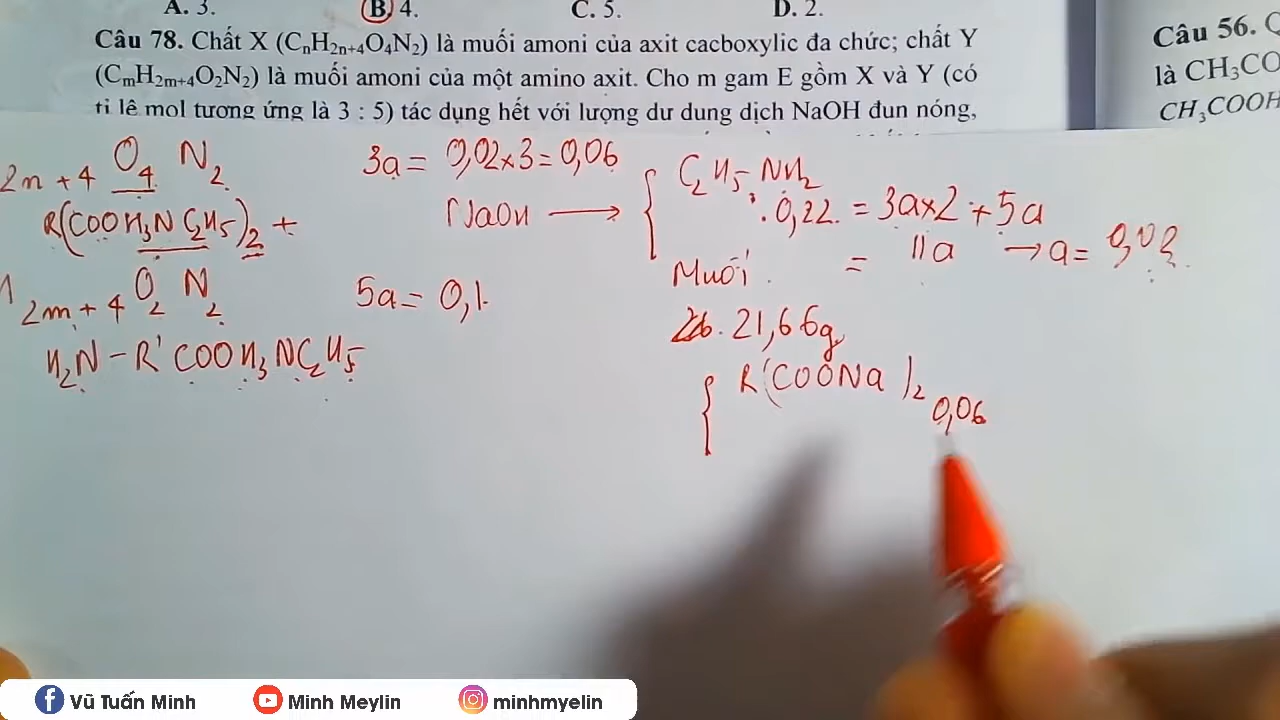 A. 3. B. 4. C. 5. D. 2.
Câu 78. Chất X (CₙH₂ₙ₊₄O₄N₂) là muối amoni của axit cacboxylic đa chức; chất Y
(CₘH₂ₘ₊₄O₂N₂) là muối amoni của một amino axit. Cho m gam E gồm X và Y (có
tỉ lệ mol tương ứng là 3 : 5) tác dụng hết với lượng dư dung dịch NaOH đun nóng,
Câu 56.
là CH₃CO
CH₃COOH
2n + 4 O₄ N₂
R(COOH₃NC₂H₅)₂ +
2m + 4 O₂ N₂
H₂N – R' COOH₃NC₂H₅
3a = 0,02 x 3 = 0,06
NaOH →
5a = 0,1
C₂H₅NH₂
: 0,22 = 3a x 2 + 5a
= 11a → a = 0,02
Muối
21,66g
R(COONa)₂
0,06
Vũ Tuấn Minh Minh Meylin minhmyelin